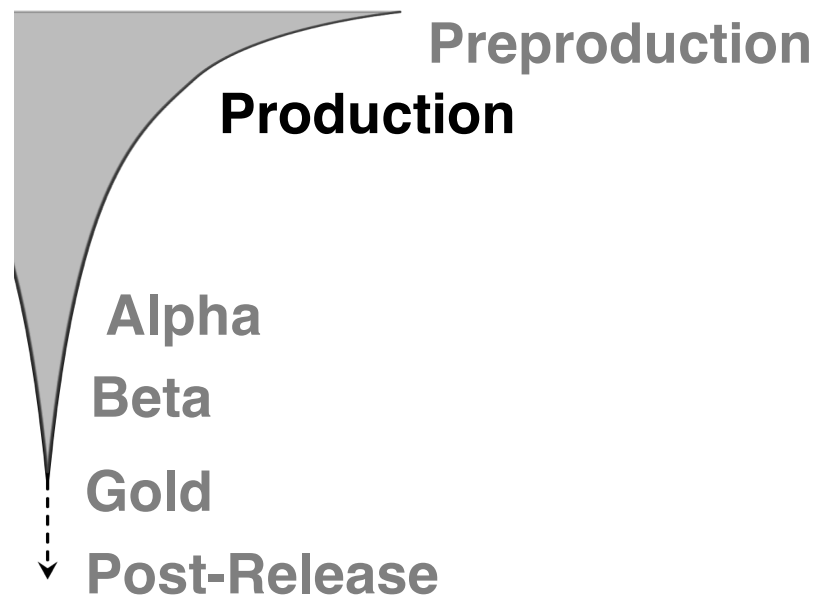 Preproduction
Production
Alpha
Beta
Gold
Post-Release